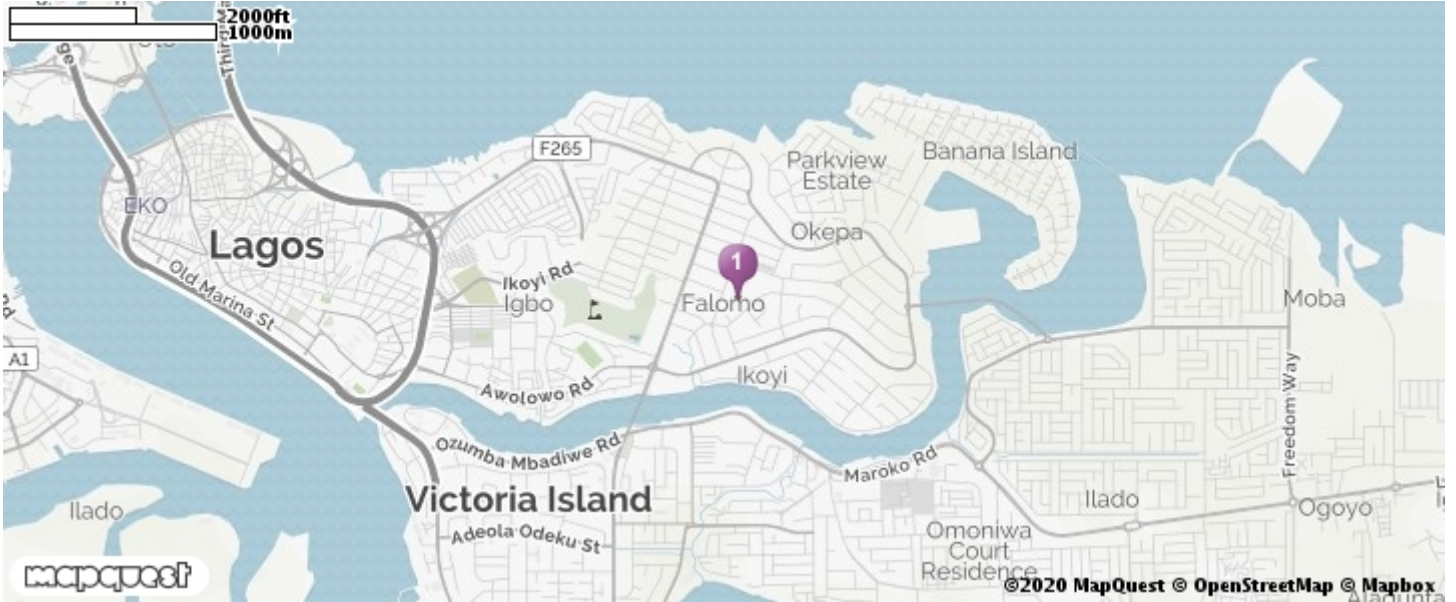 2000ft
1000m
Third Ma
F265
Parkview
Estate
Banana Island
EKO
Lagos
Okepa
1
Old Marina St
Ikoyi Rd
Igbo
Falomo
Moba
A1
Awolowo Rd
Ikoyi
Freedom Way
Ozumba Mbadiwe Rd
Maroko Rd
Victoria Island
Ilado
Ilado
Ogoyo
Adeola Odeku St
Omoniwa
Court
Residence
mapquest
©2020 MapQuest © OpenStreetMap © Mapbox